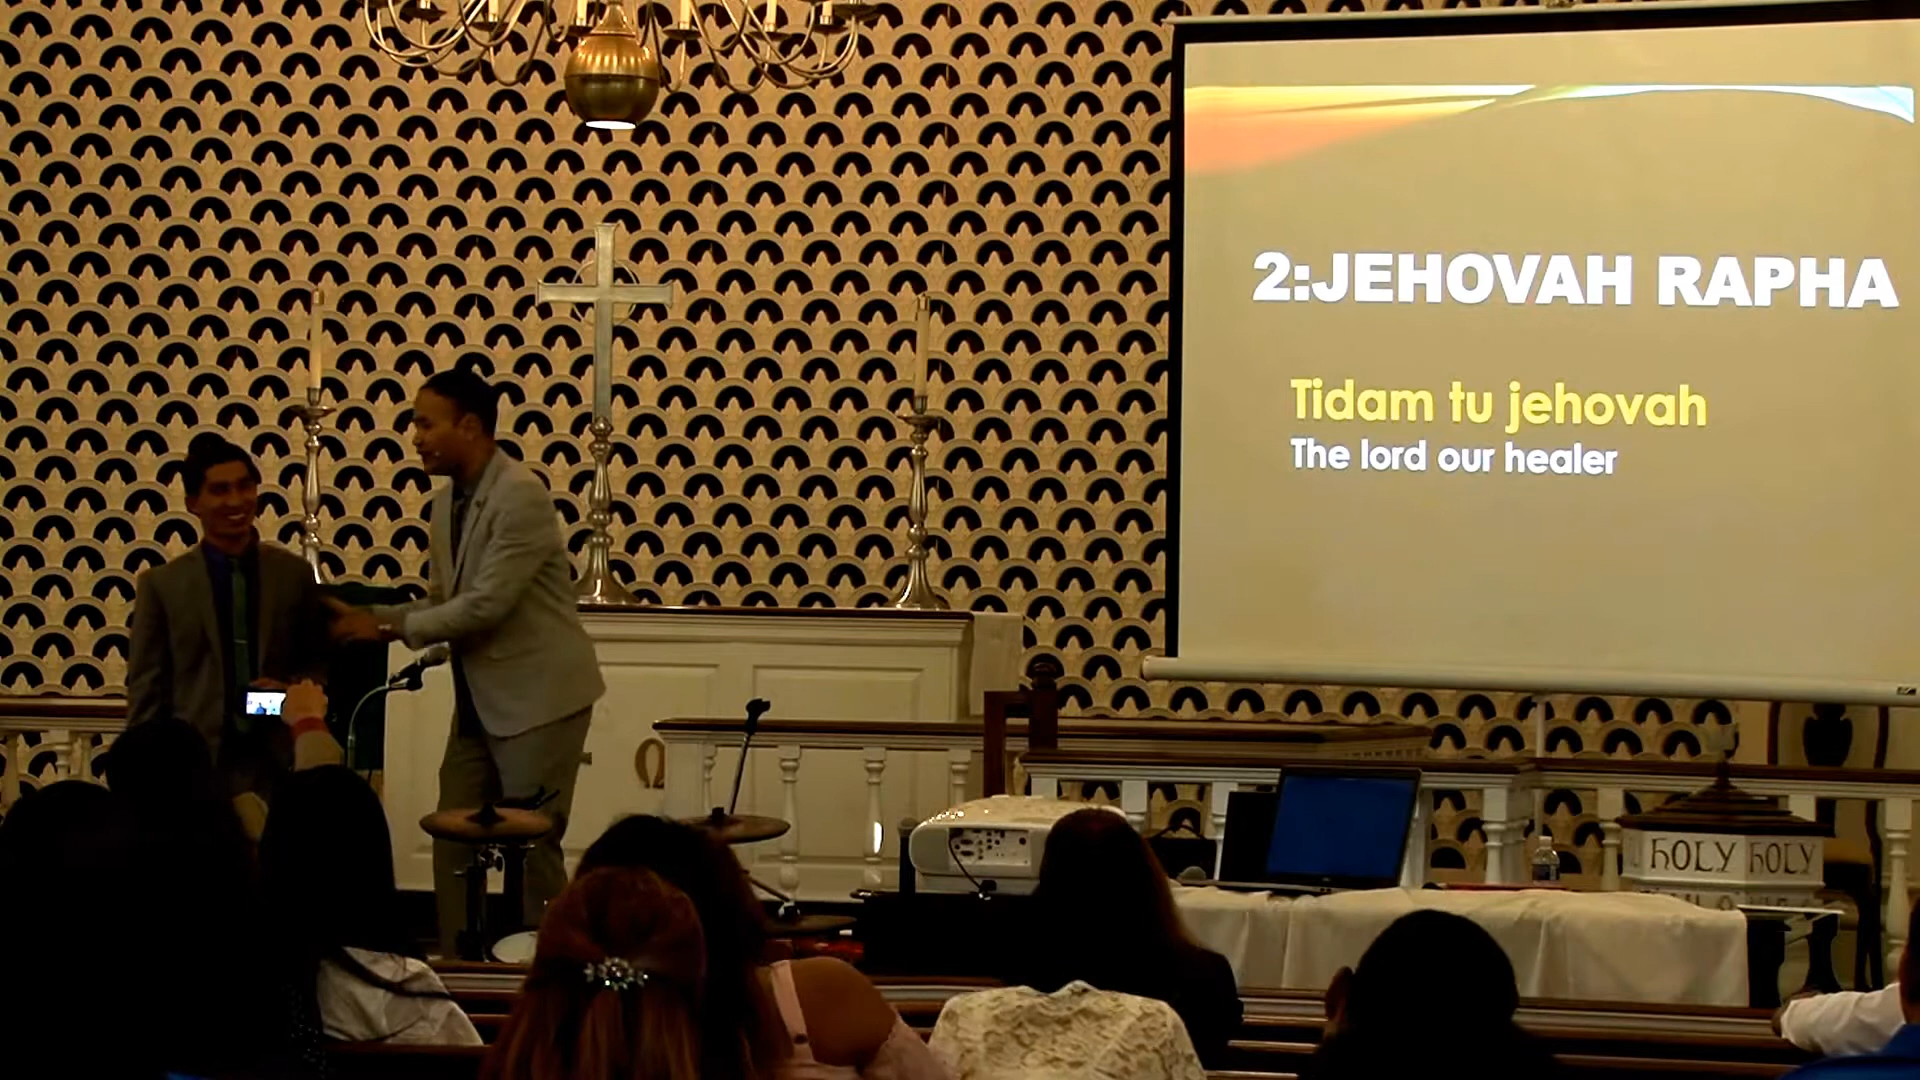 2:JEHOVAH RAPHA
Tidam tu jehovah
The lord our healer
Ω
HOLY HOLY